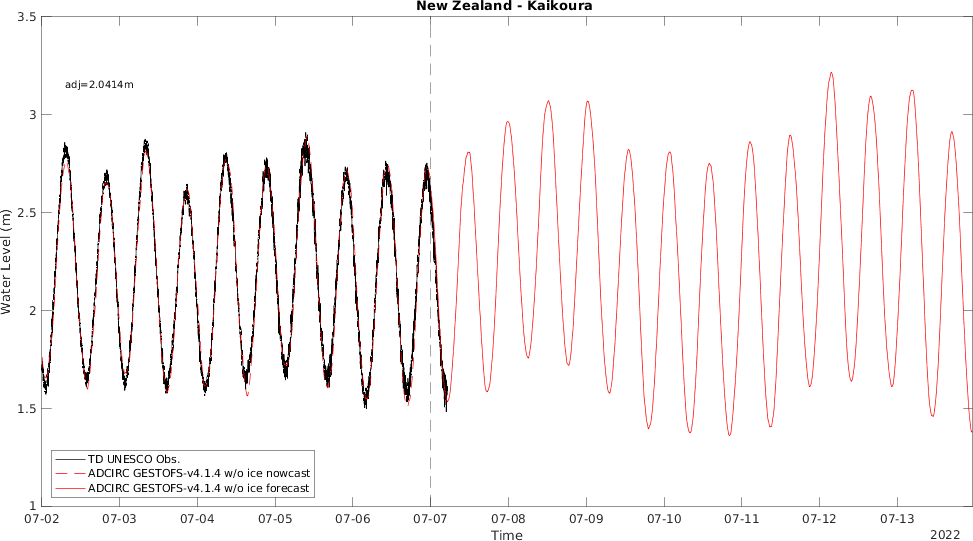 New Zealand - Kaikoura
3.5
adj=2.0414m
3
2.5
Water Level (m)
2
1.5
TD UNESCO Obs.
ADCIRC GESTOFS-v4.1.4 w/o ice nowcast
ADCIRC GESTOFS-v4.1.4 w/o ice forecast
1
07-02 07-03 07-04 07-05 07-06 07-07 07-08 07-09 07-10 07-11 07-12 07-13
Time
2022